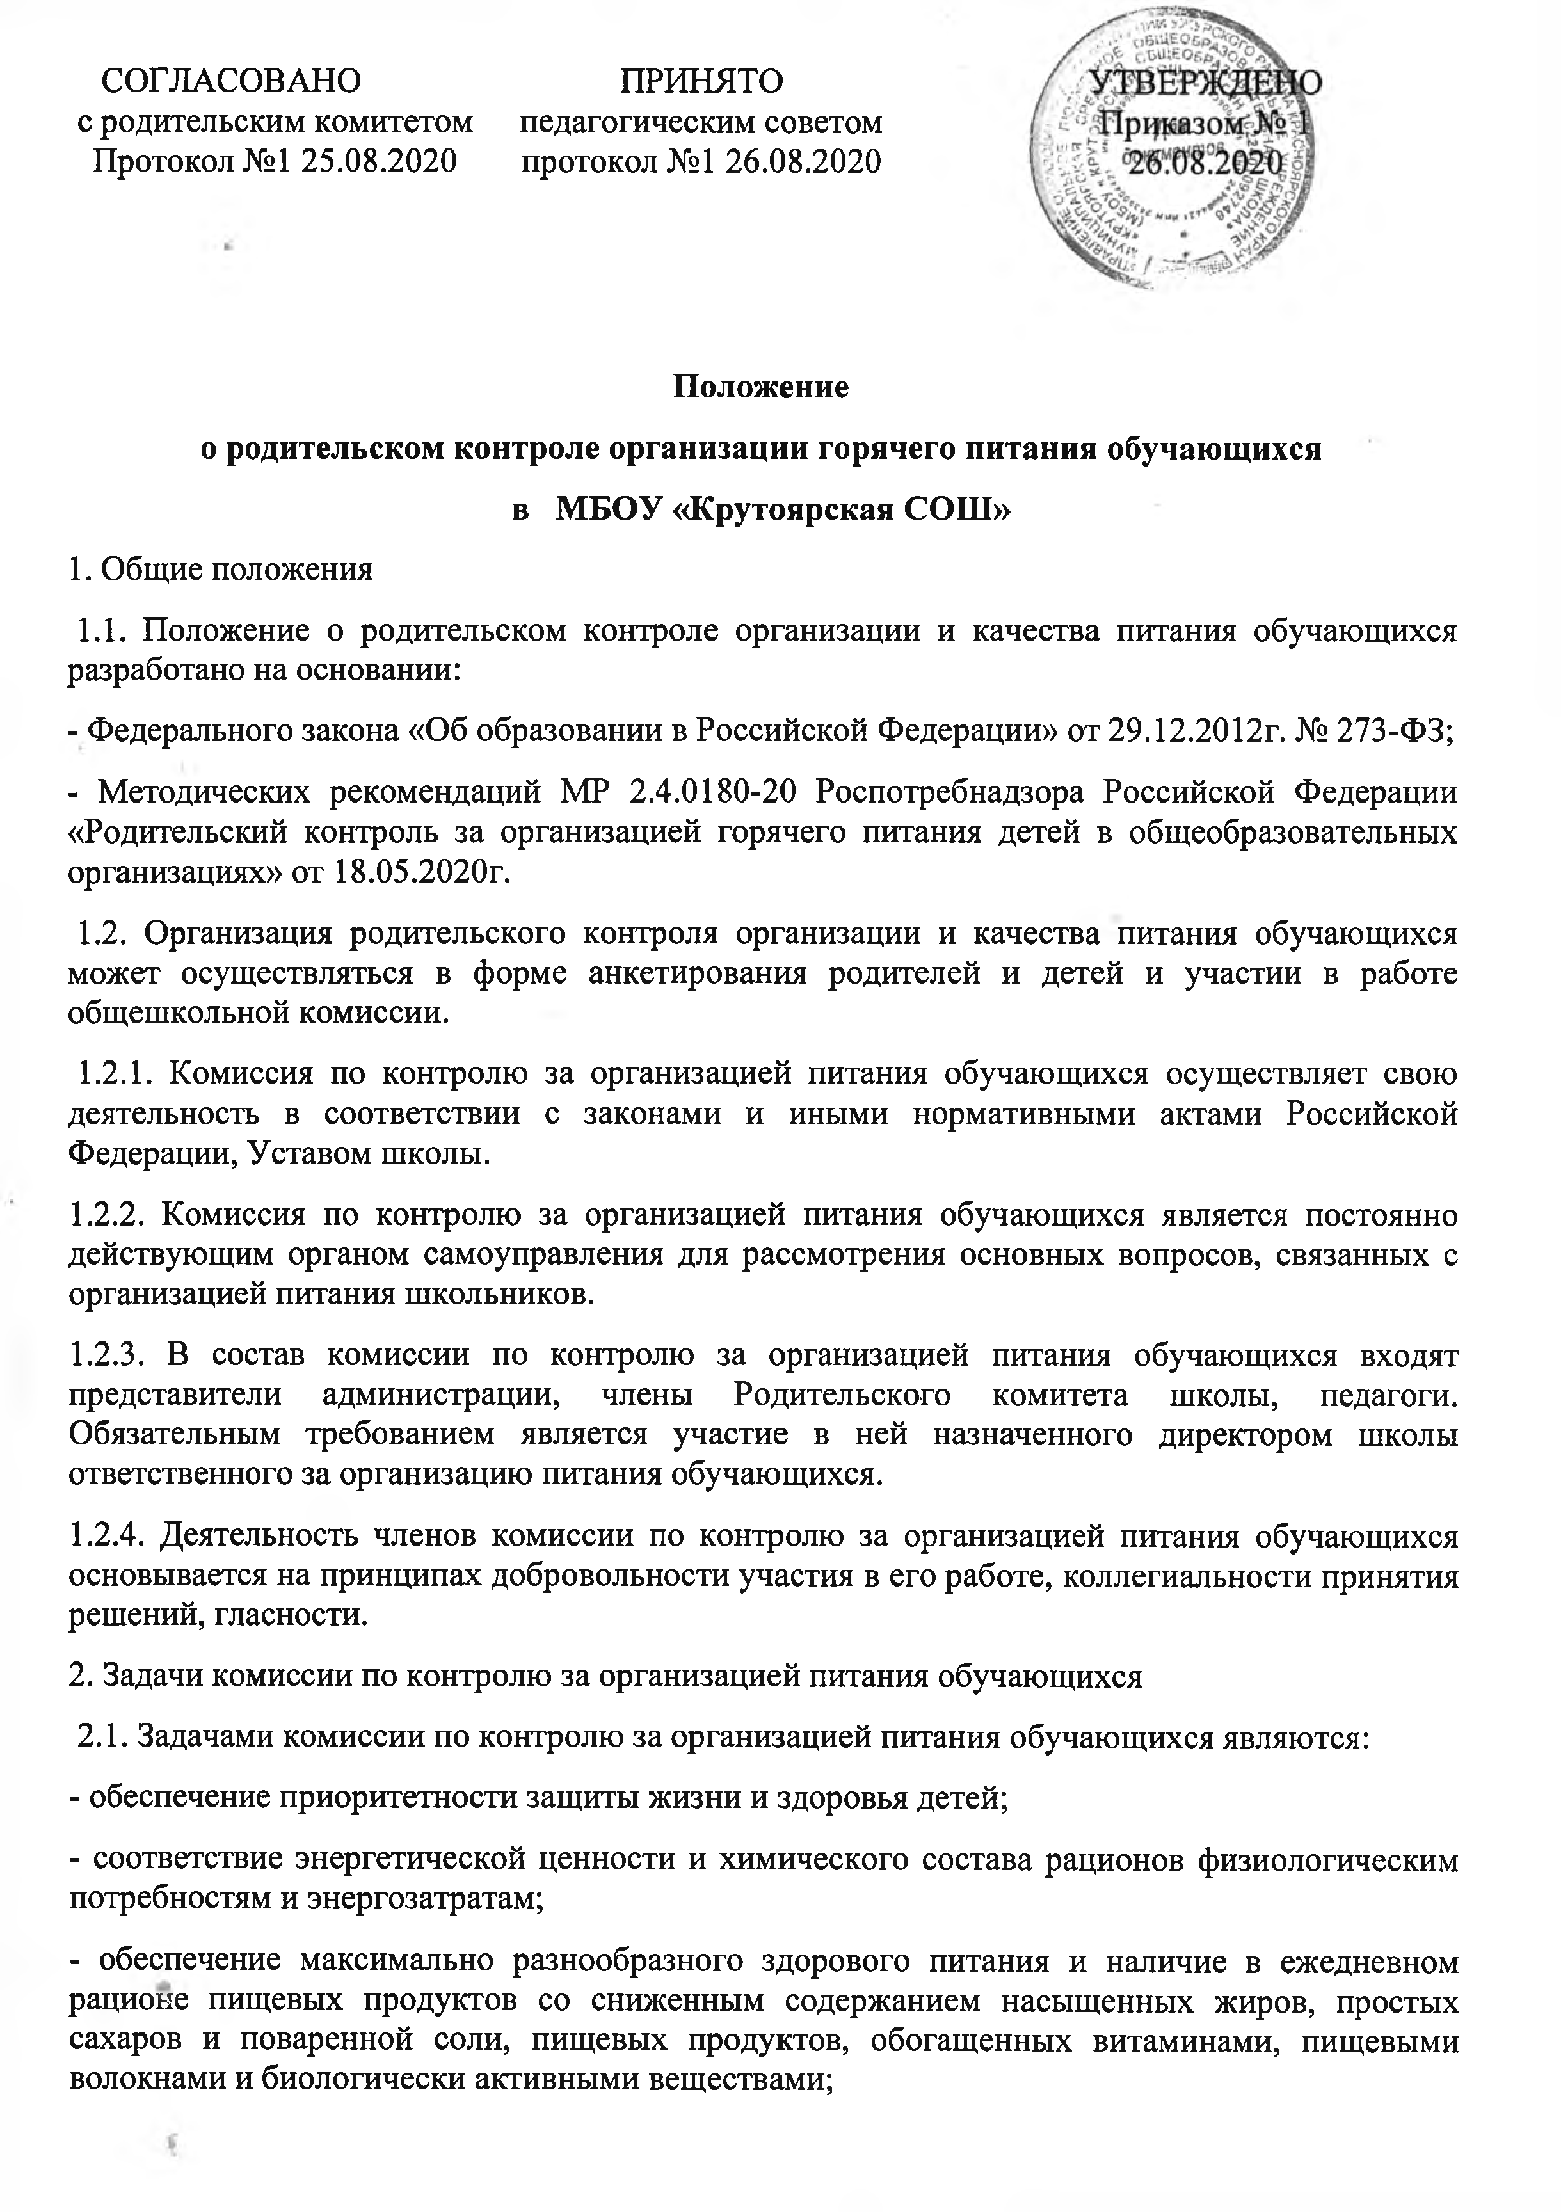 СОГЛАСОВАНО
с родительским комитетом
Протокол №1 25.08.2020
ПРИНЯТО
педагогическим советом
протокол №1 26.08.2020
УТВЕРЖДЕНО
Приказом № 1
26.08.2020
Положение
о родительском контроле организации горячего питания обучающихся
в МБОУ «Крутоярская СОШ»
1. Общие положения
1.1. Положение о родительском контроле организации и качества питания обучающихся
разработано на основании:
- Федерального закона «Об образовании в Российской Федерации» от 29.12.2012г. № 273-ФЗ;
- Методических рекомендаций МР 2.4.0180-20 Роспотребнадзора Российской Федерации
«Родительский контроль за организацией горячего питания детей в общеобразовательных
организациях» от 18.05.2020г.
1.2. Организация родительского контроля организации и качества питания обучающихся
может осуществляться в форме анкетирования родителей и детей и участии в работе
общешкольной комиссии.
1.2.1. Комиссия по контролю за организацией питания обучающихся осуществляет свою
деятельность в соответствии с законами и иными нормативными актами Российской
Федерации, Уставом школы.
1.2.2. Комиссия по контролю за организацией питания обучающихся является постоянно
действующим органом самоуправления для рассмотрения основных вопросов, связанных с
организацией питания школьников.
1.2.3. В состав комиссии по контролю за организацией питания обучающихся входят
представители администрации, члены Родительского комитета школы, педагоги.
Обязательным требованием является участие в ней назначенного директором школы
ответственного за организацию питания обучающихся.
1.2.4. Деятельность членов комиссии по контролю за организацией питания обучающихся
основывается на принципах добровольности участия в его работе, коллегиальности принятия
решений, гласности.
2. Задачи комиссии по контролю за организацией питания обучающихся
2.1. Задачами комиссии по контролю за организацией питания обучающихся являются:
- обеспечение приоритетности защиты жизни и здоровья детей;
- соответствие энергетической ценности и химического состава рационов физиологическим
потребностям и энергозатратам;
- обеспечение максимально разнообразного здорового питания и наличие в ежедневном
рационе пищевых продуктов со сниженным содержанием насыщенных жиров, простых
сахаров и поваренной соли, пищевых продуктов, обогащенных витаминами, пищевыми
волокнами и биологически активными веществами;